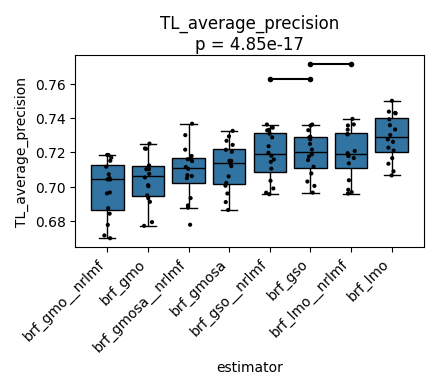 TL_average_precision
p = 4.85e-17
TL_average_precision
0.76
0.74
0.72
0.70
0.68
brf_gmo__nrlmf
brf_gmo
brf_gmosa__nrlmf
brf_gmosa
brf_gso__nrlmf
brf_gso
brf_lmo__nrlmf
brf_lmo
estimator